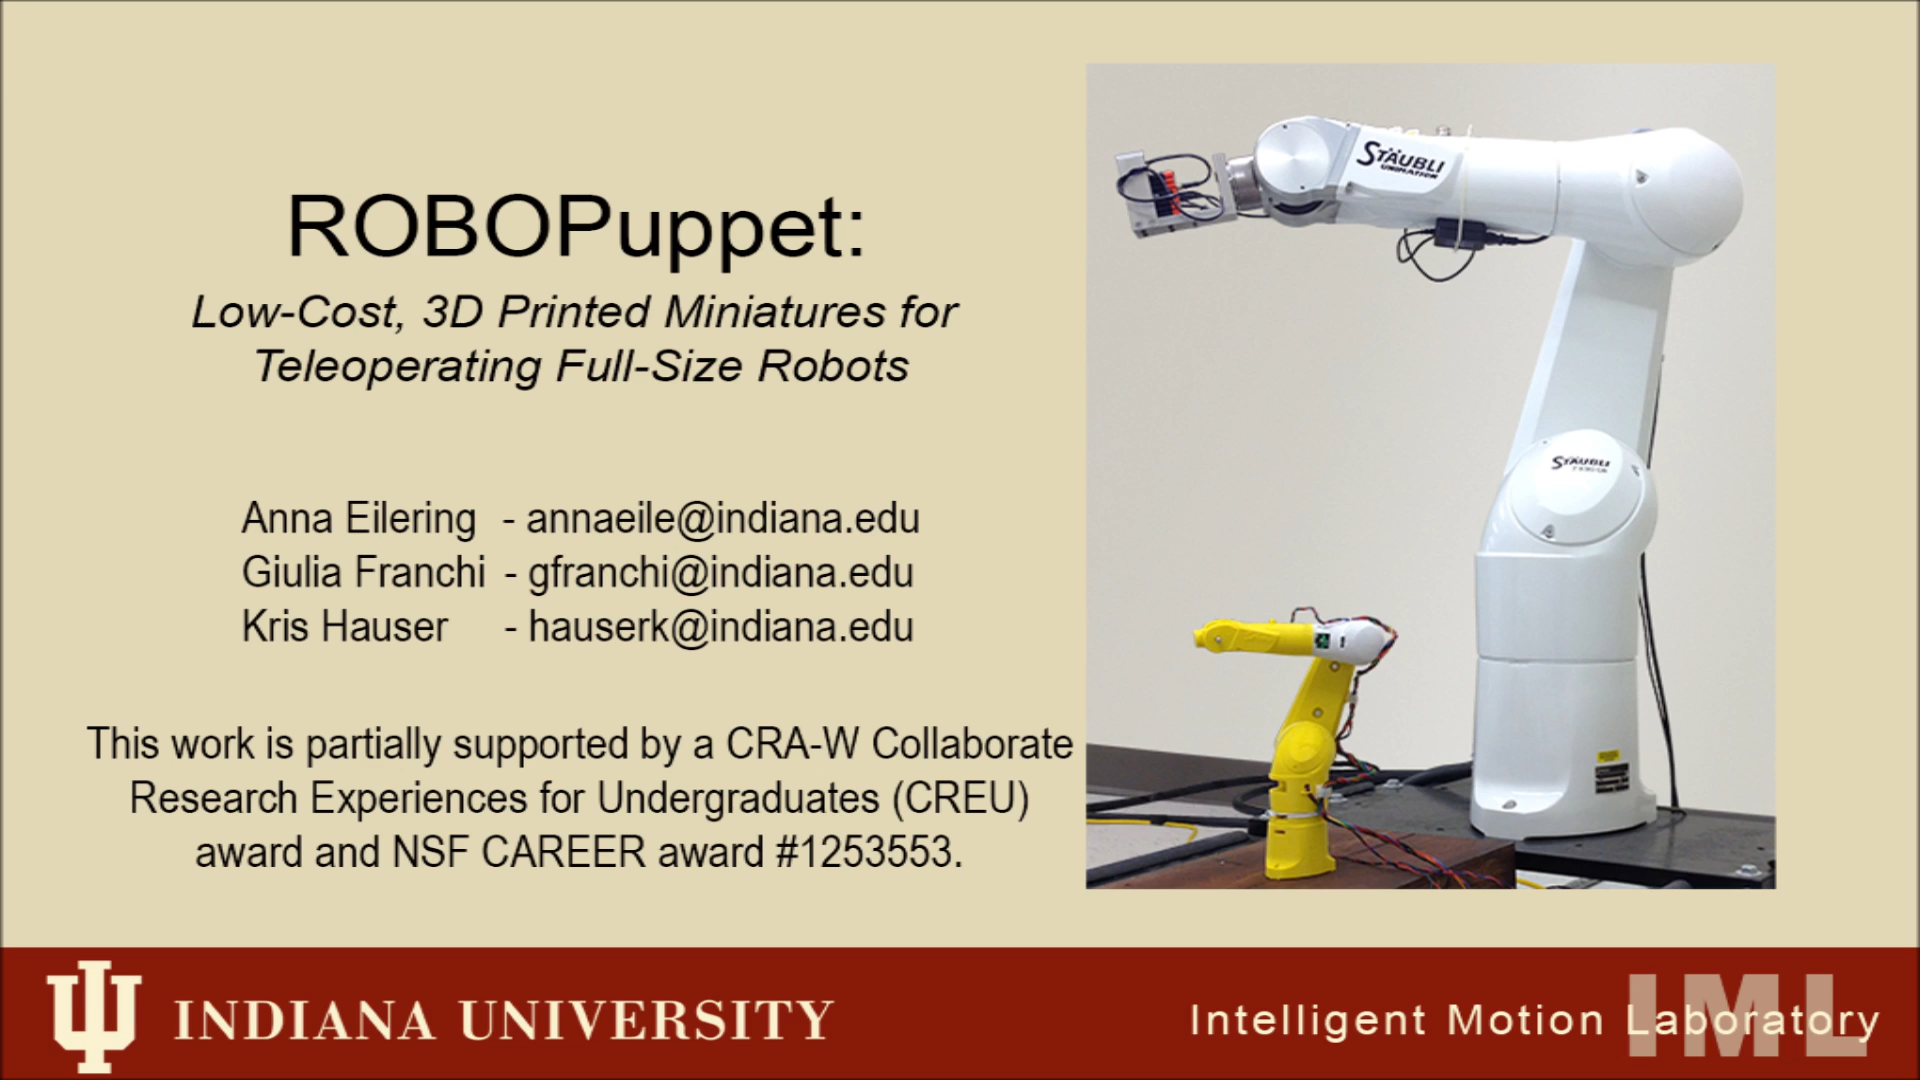 ROBOPuppet:
Low-Cost, 3D Printed Miniatures for
Teleoperating Full-Size Robots
Anna Eilering - annaeile@indiana.edu
Giulia Franchi - gfranchi@indiana.edu
Kris Hauser - hauserk@indiana.edu
This work is partially supported by a CRA-W Collaborate
Research Experiences for Undergraduates (CREU)
award and NSF CAREER award #1253553.
STÄUBLI
UNIMATION
STÄUBLI
INDIANA UNIVERSITY
Intelligent Motion Laboratory
IML